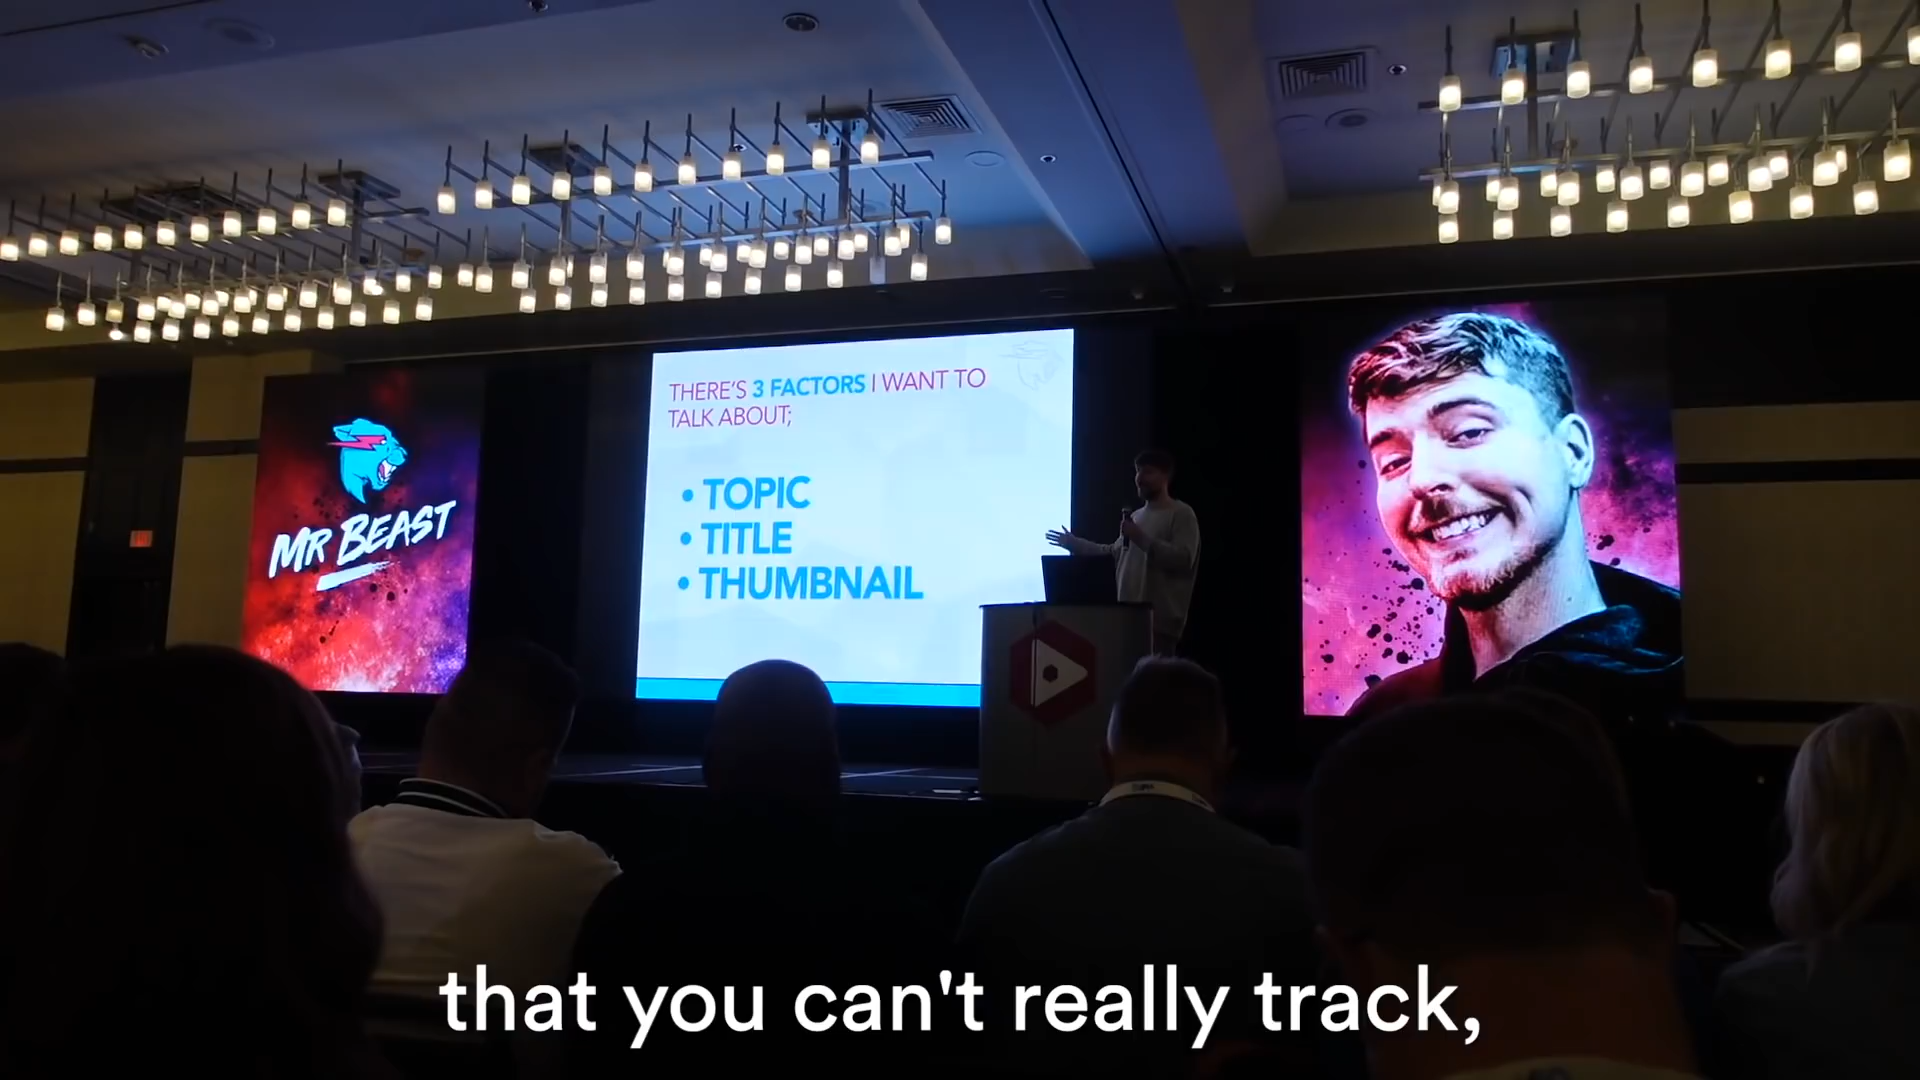 MR BEAST
THERE'S 3 FACTORS I WANT TO
TALK ABOUT;
• TOPIC
• TITLE
• THUMBNAIL
that you can't really track,